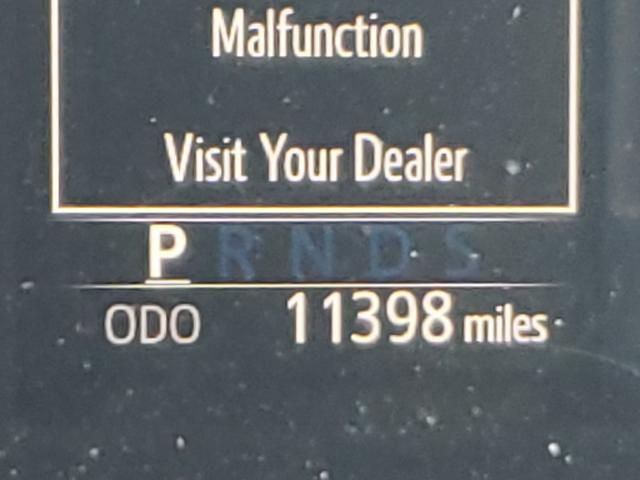 Malfunction
Visit Your Dealer
P R N D S
ODO 11398 miles